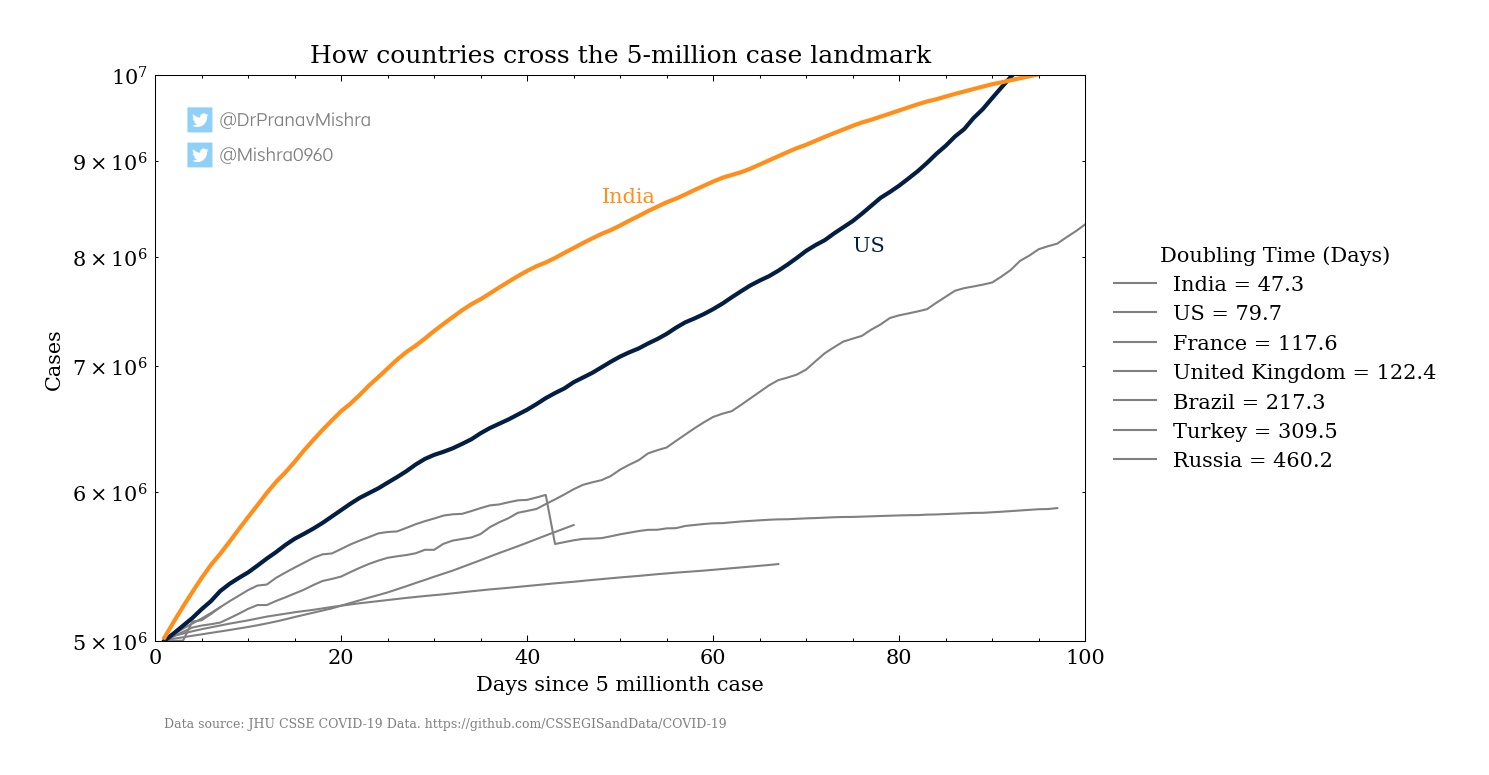 How countries cross the 5-million case landmark
10⁷
@DrPranavMishra
@Mishra0960
9 × 10⁶
India
US
8 × 10⁶
7 × 10⁶
6 × 10⁶
5 × 10⁶
Cases
0 20 40 60 80 100
Days since 5 millionth case
Doubling Time (Days)
India = 47.3
US = 79.7
France = 117.6
United Kingdom = 122.4
Brazil = 217.3
Turkey = 309.5
Russia = 460.2
Data source: JHU CSSE COVID-19 Data. https://github.com/CSSEGISandData/COVID-19